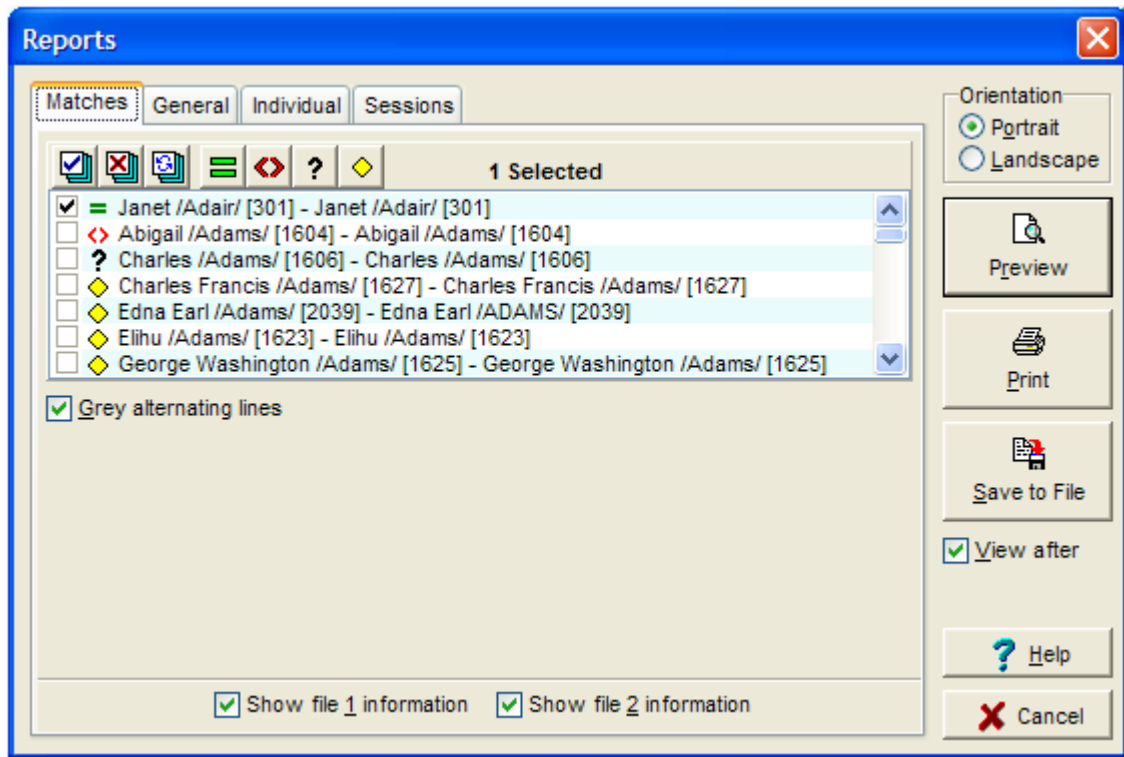 Reports
Matches General Individual Sessions
1 Selected
Janet /Adair/ [301] - Janet /Adair/ [301]
Abigail /Adams/ [1604] - Abigail /Adams/ [1604]
Charles /Adams/ [1606] - Charles /Adams/ [1606]
Charles Francis /Adams/ [1627] - Charles Francis /Adams/ [1627]
Edna Earl /Adams/ [2039] - Edna Earl /ADAMS/ [2039]
Elihu /Adams/ [1623] - Elihu /Adams/ [1623]
George Washington /Adams/ [1625] - George Washington /Adams/ [1625]
Grey alternating lines
Show file 1 information Show file 2 information
Orientation
Portrait
Landscape
Preview
Print
Save to File
View after
Help
Cancel